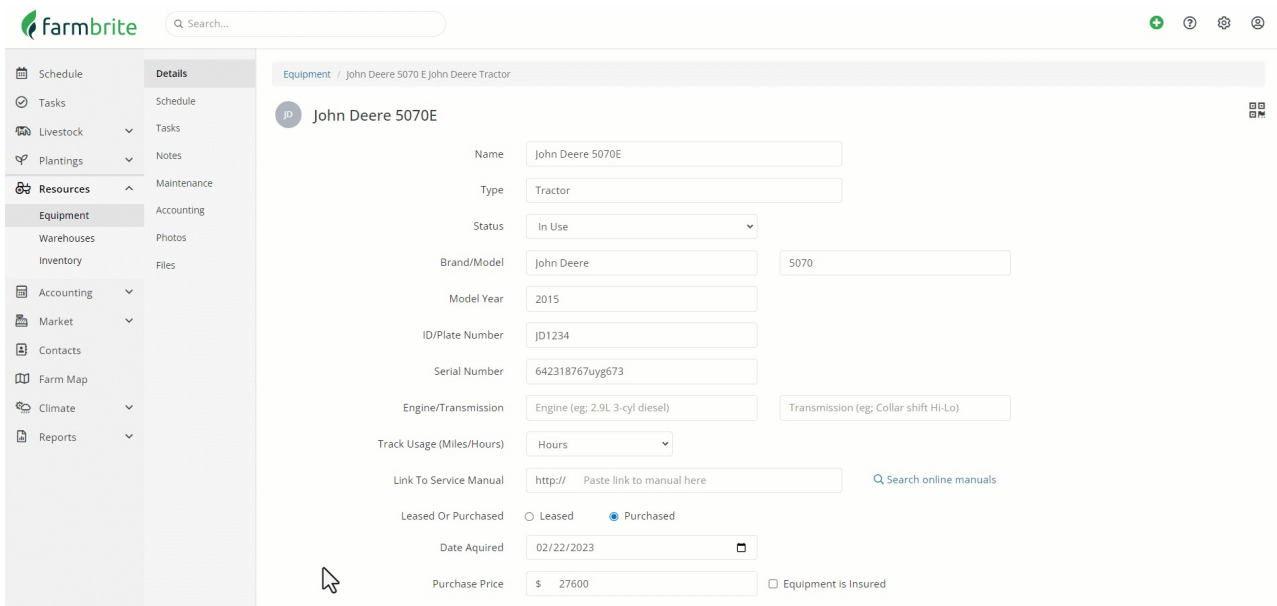 farmbrite
Search...
Schedule
Tasks
Livestock
Plantings
Resources
Equipment
Warehouses
Inventory
Accounting
Market
Contacts
Farm Map
Climate
Reports
Details
Schedule
Tasks
Notes
Maintenance
Accounting
Photos
Files
Equipment / John Deere 5070 E John Deere Tractor
JD John Deere 5070E
Name John Deere 5070E
Type Tractor
Status In Use
Brand/Model John Deere 5070
Model Year 2015
ID/Plate Number JD1234
Serial Number 642318767uyg673
Engine/Transmission Engine (eg; 2.9L 3-cyl diesel) Transmission (eg; Collar shift Hi-Lo)
Track Usage (Miles/Hours) Hours
Link To Service Manual http:// Paste link to manual here Search online manuals
Leased Or Purchased Leased Purchased
Date Aquired 02/22/2023
Purchase Price $ 27600 Equipment is Insured